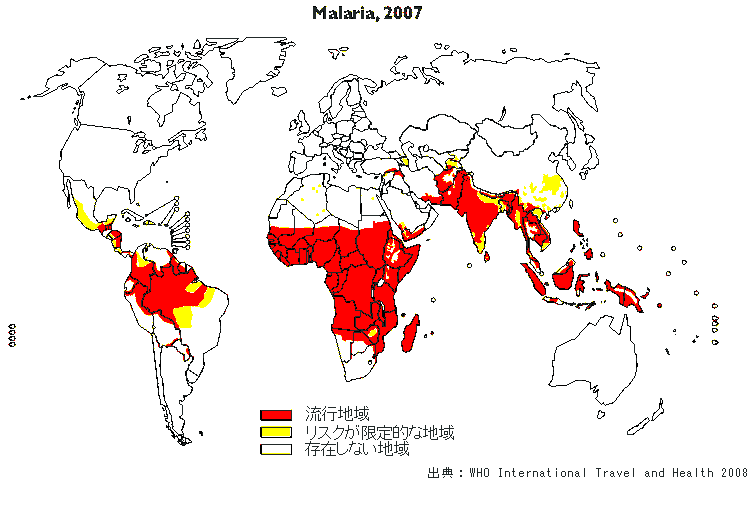 Malaria, 2007
流行地域
リスクが限定的な地域
存在しない地域
出典：WHO International Travel and Health 2008